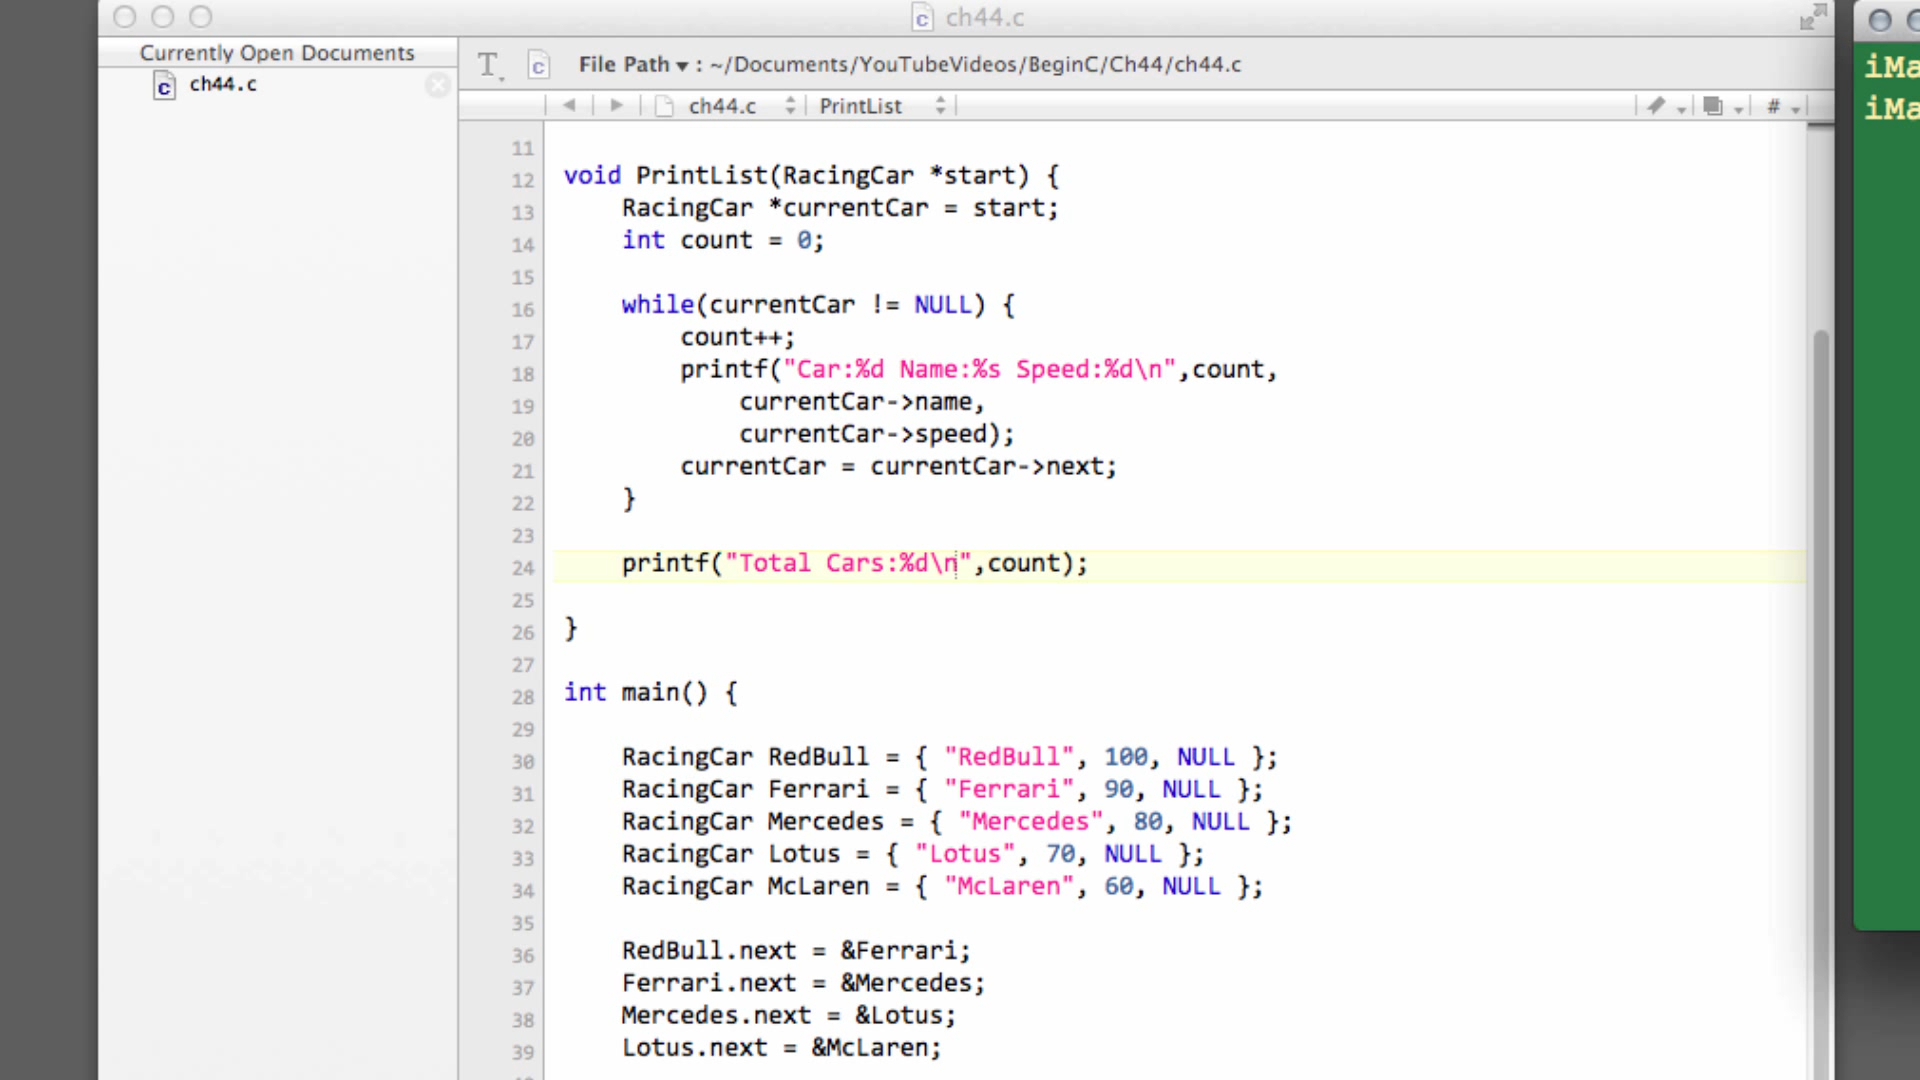 ch44.c
Currently Open Documents
ch44.c
File Path ▾ : ~/Documents/YouTubeVideos/BeginC/Ch44/ch44.c
ch44.c PrintList #
11
12 void PrintList(RacingCar *start) {
13 RacingCar *currentCar = start;
14 int count = 0;
15
16 while(currentCar != NULL) {
17 count++;
18 printf("Car:%d Name:%s Speed:%d\n",count,
19 currentCar->name,
20 currentCar->speed);
21 currentCar = currentCar->next;
22 }
23
24 printf("Total Cars:%d\n",count);
25
26 }
27
28 int main() {
29
30 RacingCar RedBull = { "RedBull", 100, NULL };
31 RacingCar Ferrari = { "Ferrari", 90, NULL };
32 RacingCar Mercedes = { "Mercedes", 80, NULL };
33 RacingCar Lotus = { "Lotus", 70, NULL };
34 RacingCar McLaren = { "McLaren", 60, NULL };
35
36 RedBull.next = &Ferrari;
37 Ferrari.next = &Mercedes;
38 Mercedes.next = &Lotus;
39 Lotus.next = &McLaren;
iMa
iMa